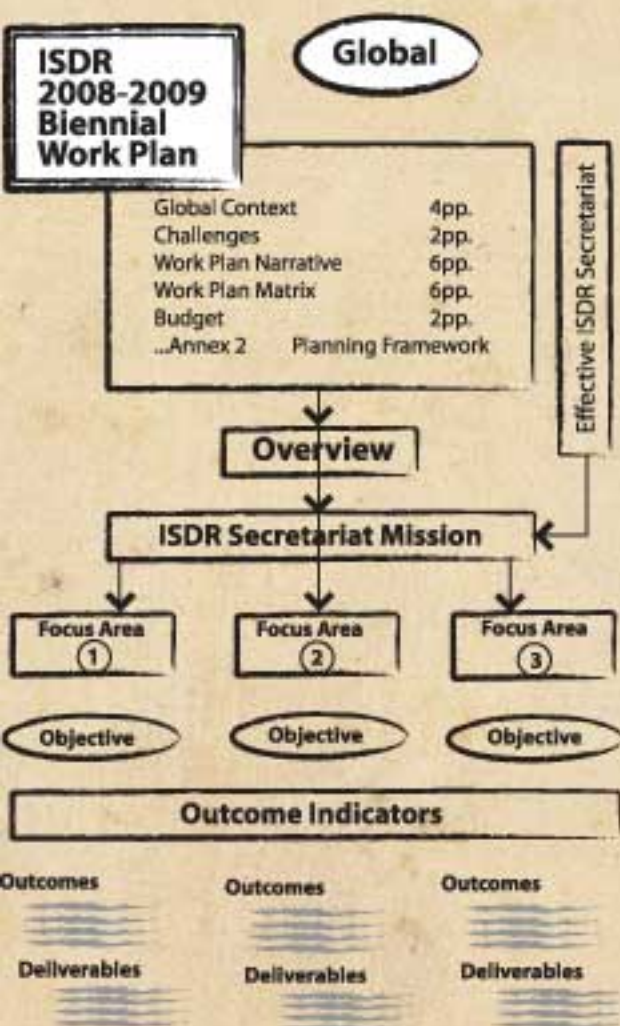 ISDR
2008-2009
Biennial
Work Plan
Global
Global Context 4pp.
Challenges 2pp.
Work Plan Narrative 6pp.
Work Plan Matrix 6pp.
Budget 2pp.
...Annex 2 Planning Framework
Effective ISDR Secretariat
Overview
ISDR Secretariat Mission
Focus Area
1
Focus Area
2
Focus Area
3
Objective
Objective
Objective
Outcome Indicators
Outcomes
Outcomes
Outcomes
Deliverables
Deliverables
Deliverables